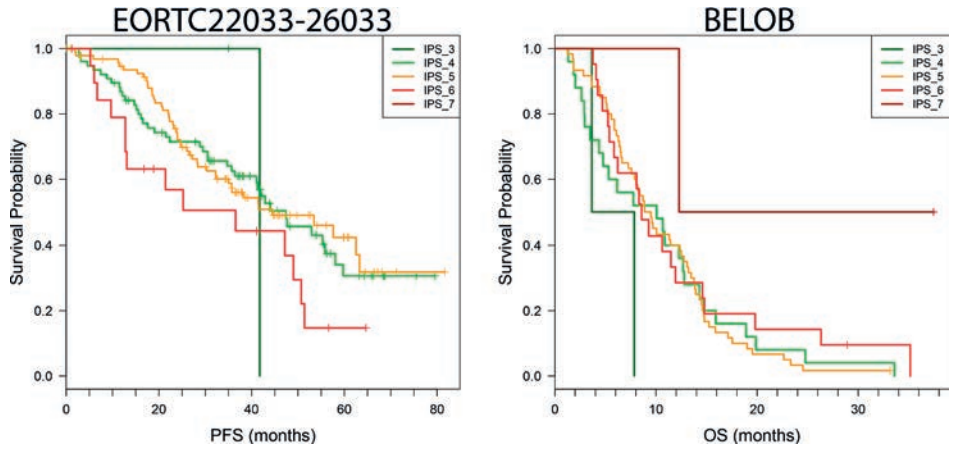 EORTC22033-26033
BELOB
1.0
0.8
0.6
0.4
0.2
0.0
Survival Probability
0 20 40 60 80
PFS (months)
IPS_3
IPS_4
IPS_5
IPS_6
IPS_7
1.0
0.8
0.6
0.4
0.2
0.0
Survival Probability
0 10 20 30
OS (months)
IPS_3
IPS_4
IPS_5
IPS_6
IPS_7